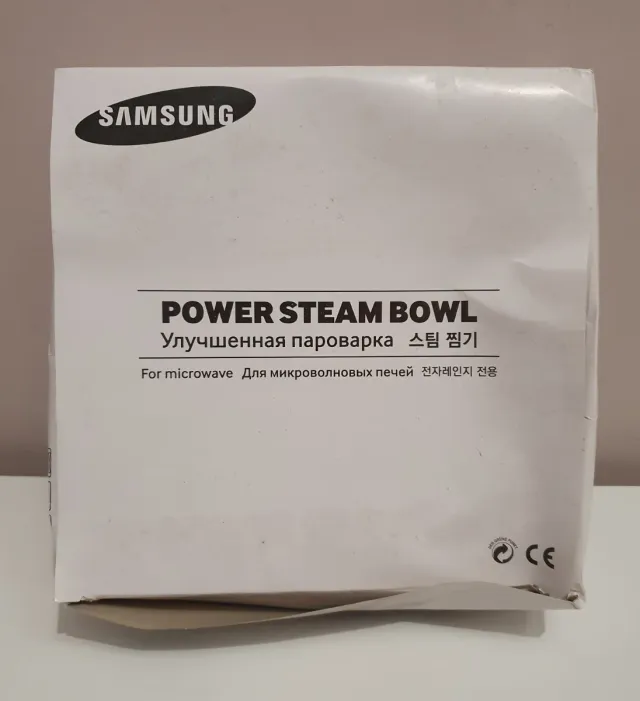 SAMSUNG
POWER STEAM BOWL
Улучшенная пароварка 스팀 찜기
For microwave Для микроволновых печей 전자레인지 전용
CE